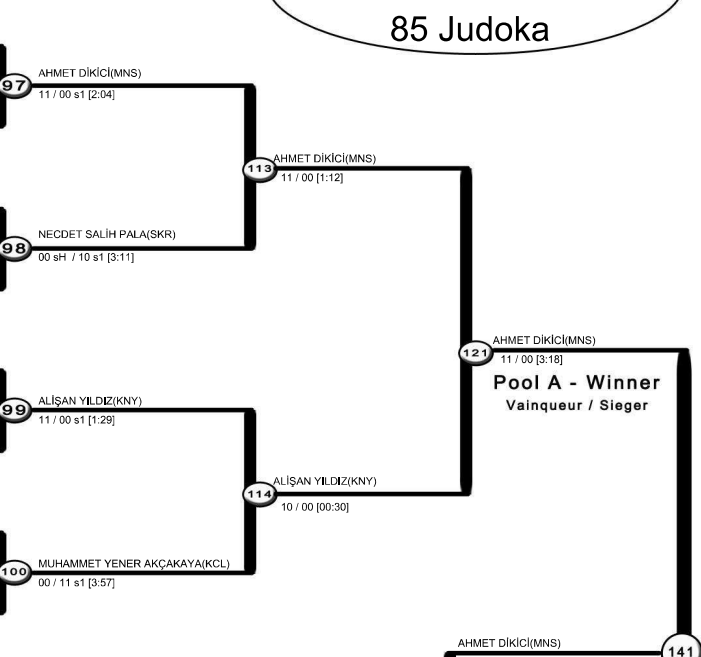 85 Judoka
97
AHMET DİKİCİ(MNS)
11 / 00 s1 [2:04]
113
AHMET DİKİCİ(MNS)
11 / 00 [1:12]
98
NECDET SALİH PALA(SKR)
00 sH / 10 s1 [3:11]
121
AHMET DİKİCİ(MNS)
11 / 00 [3:18]
Pool A - Winner
Vainqueur / Sieger
99
ALİŞAN YILDIZ(KNY)
11 / 00 s1 [1:29]
114
ALİŞAN YILDIZ(KNY)
10 / 00 [00:30]
100
MUHAMMET YENER AKÇAKAYA(KCL)
00 / 11 s1 [3:57]
AHMET DİKİCİ(MNS)
141